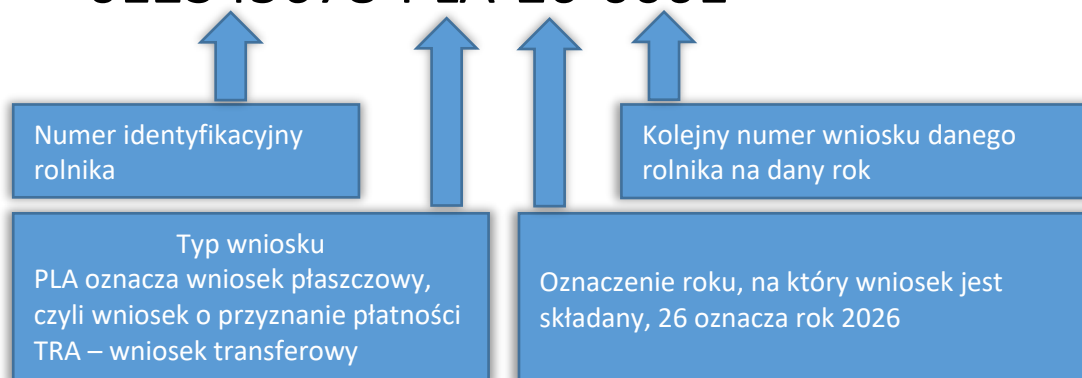 Numer identyfikacyjny
rolnika
Kolejny numer wniosku danego
rolnika na dany rok
Typ wniosku
PLA oznacza wniosek płaszczowy,
czyli wniosek o przyznanie płatności
TRA – wniosek transferowy
Oznaczenie roku, na który wniosek jest
składany, 26 oznacza rok 2026